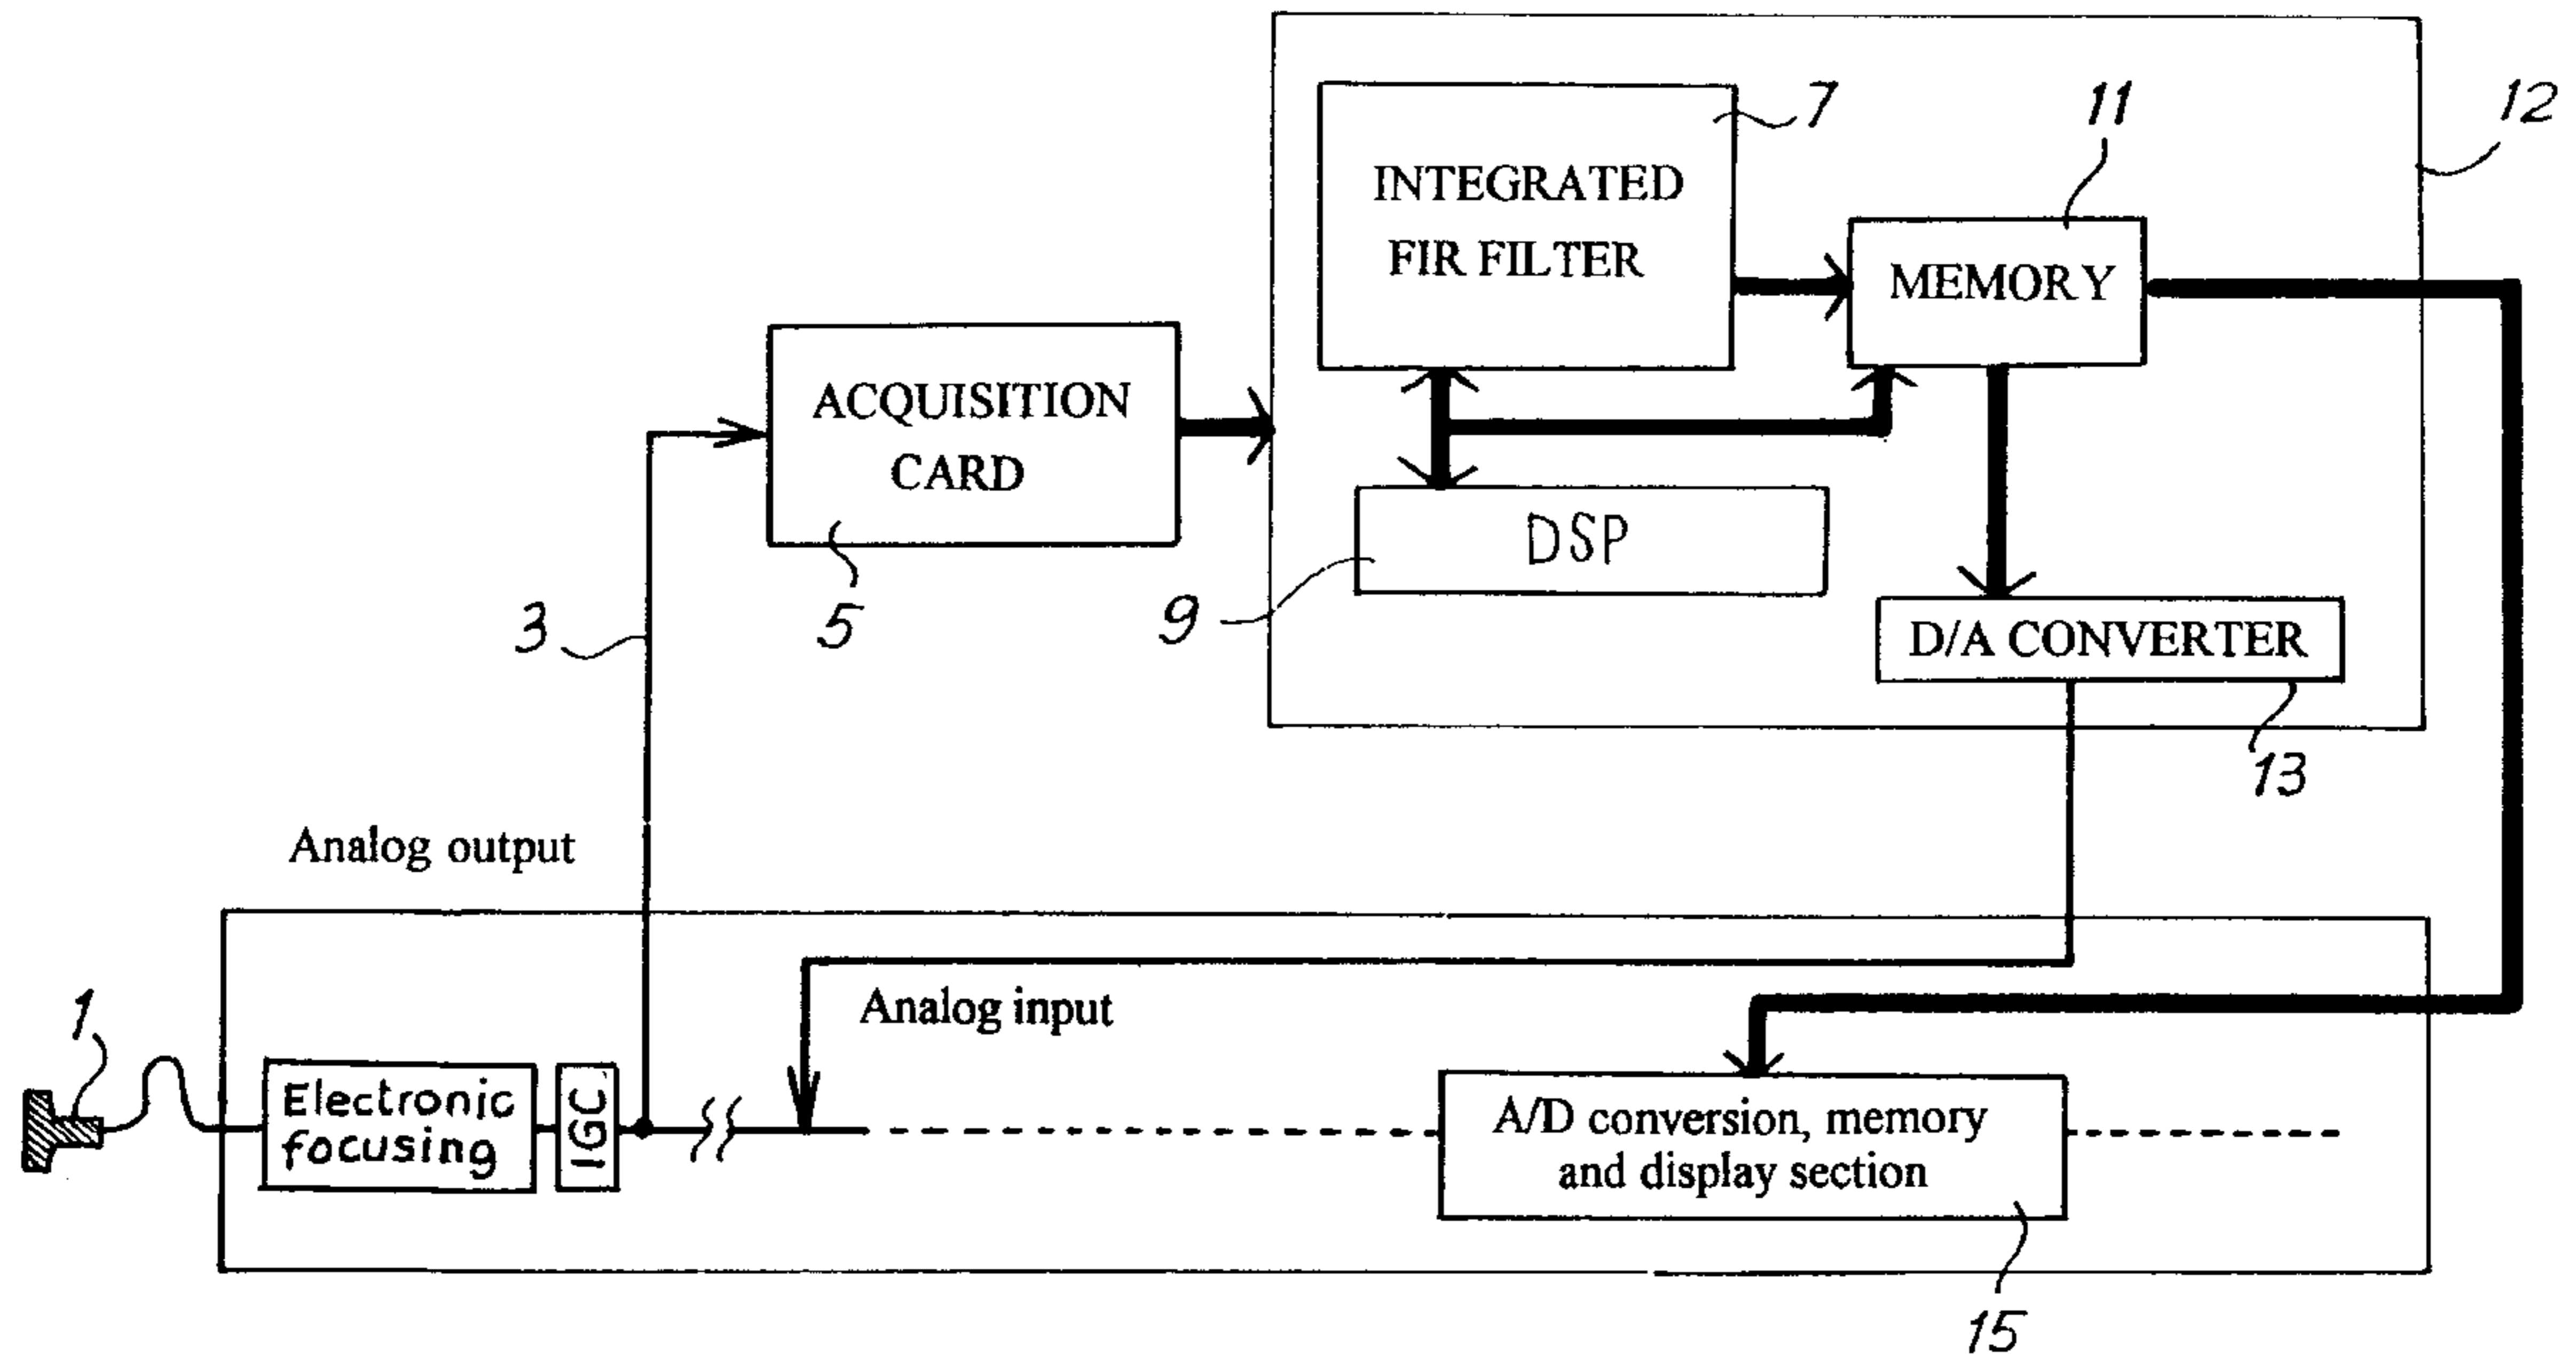 12
7
11
INTEGRATED
FIR FILTER
MEMORY
ACQUISITION
CARD
5
DSP
9
3
D/A CONVERTER
13
Analog output
Analog input
1
Electronic
focusing
IGC
A/D conversion, memory
and display section
15